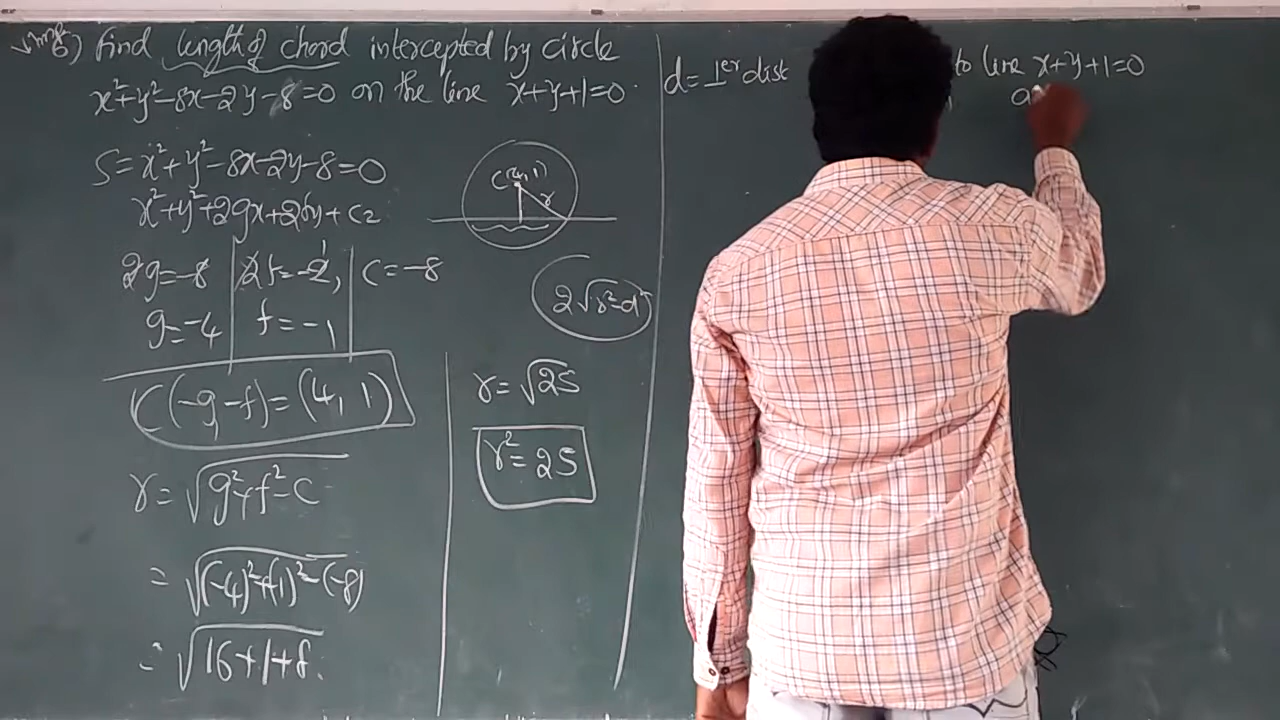 6) Find length of chord intercepted by circle
x²+y²-8x-2y-8=0 on the line x+y+1=0.
S=x²+y²-8x-2y-8=0
x²+y²+2gx+2fy+c=
2g=-8 | 2f=-2, | c=-8
g=-4 | f=-1
C(-g,-f)=(4,1)
r=√g²+f²-c
=√(-4)²+(-1)²-(-8)
=√16+1+8
C(4,1)
r
2√r²-d²
r=√25
r²=25
d=⊥er dist to line x+y+1=0